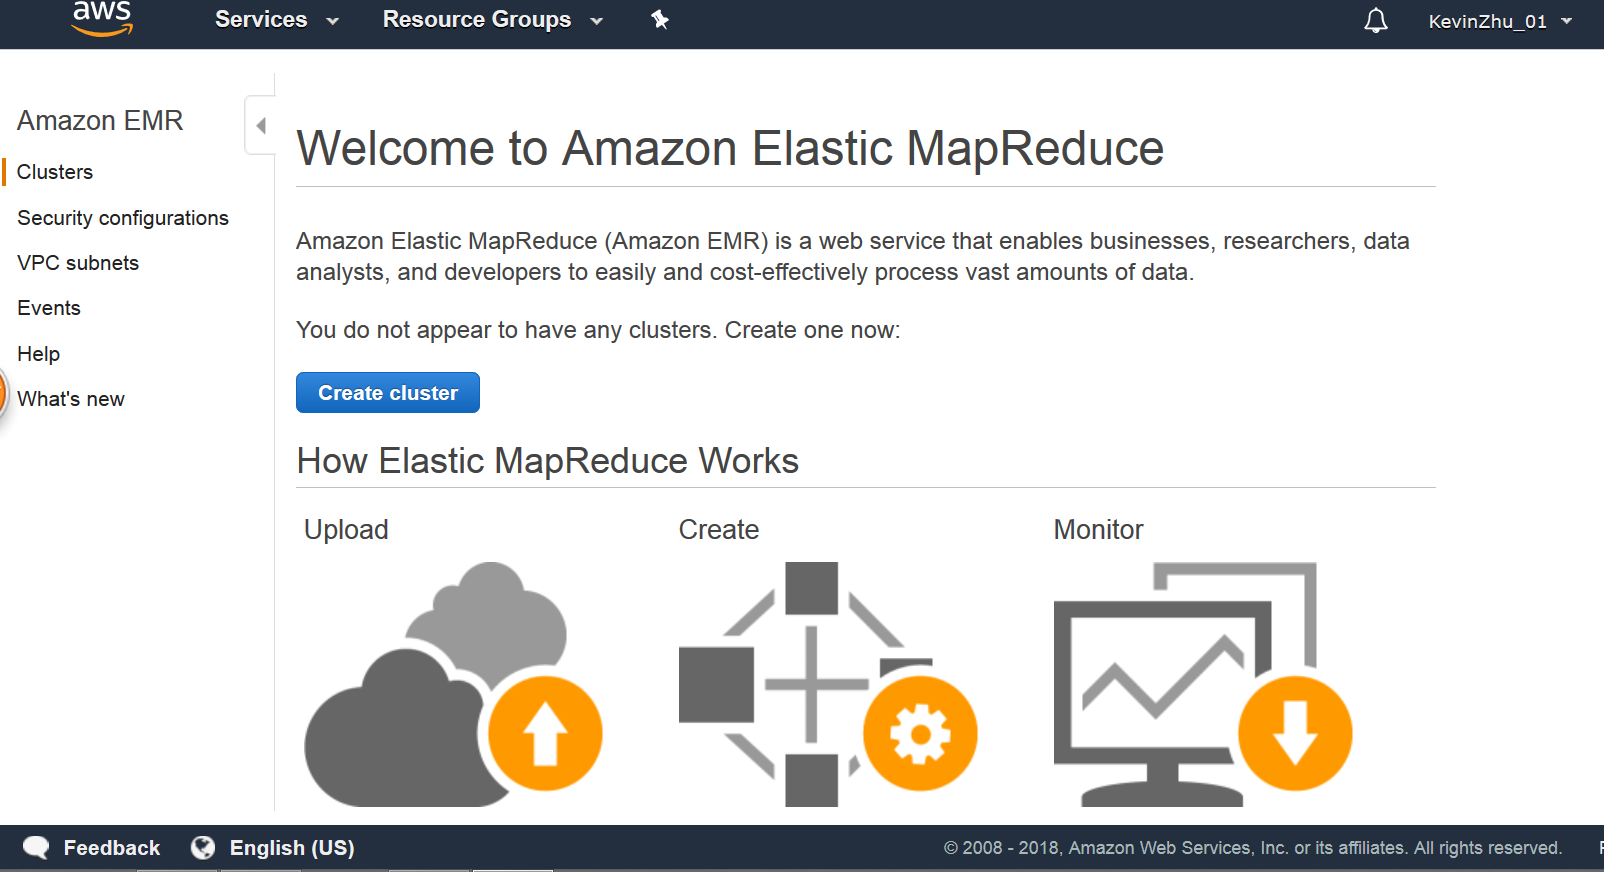 aws
Services
Resource Groups
KevinZhu_01
Amazon EMR
Clusters
Security configurations
VPC subnets
Events
Help
What's new
Welcome to Amazon Elastic MapReduce
Amazon Elastic MapReduce (Amazon EMR) is a web service that enables businesses, researchers, data
analysts, and developers to easily and cost-effectively process vast amounts of data.
You do not appear to have any clusters. Create one now:
Create cluster
How Elastic MapReduce Works
Upload
Create
Monitor
Feedback
English (US)
© 2008 - 2018, Amazon Web Services, Inc. or its affiliates. All rights reserved.